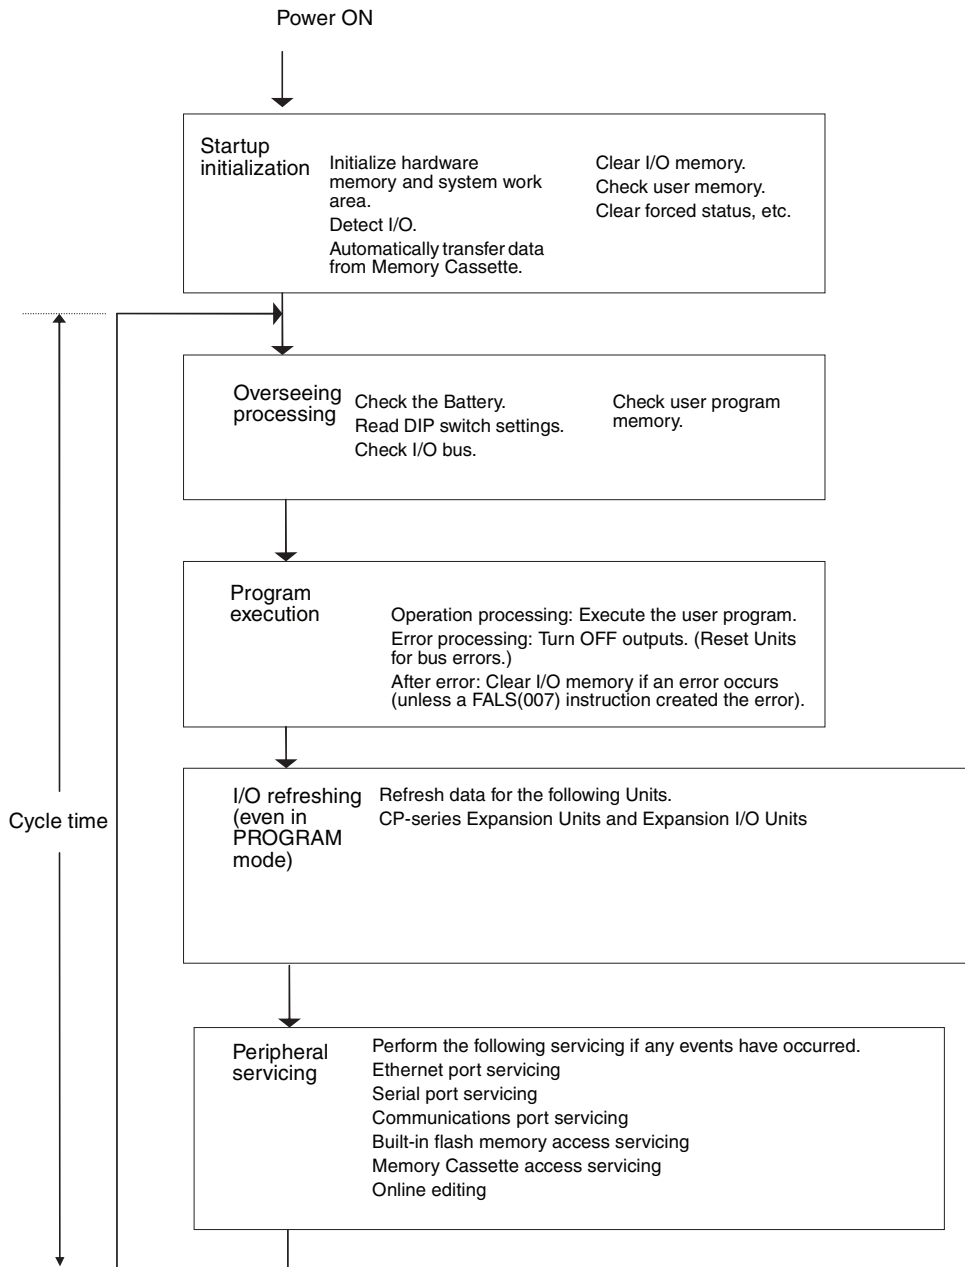 Power ON
Startup
initialization
Initialize hardware
memory and system work
area.
Detect I/O.
Automatically transfer data
from Memory Cassette.
Clear I/O memory.
Check user memory.
Clear forced status, etc.
Overseeing
processing
Check the Battery.
Read DIP switch settings.
Check I/O bus.
Check user program
memory.
Program
execution
Operation processing: Execute the user program.
Error processing: Turn OFF outputs. (Reset Units
for bus errors.)
After error: Clear I/O memory if an error occurs
(unless a FALS(007) instruction created the error).
Cycle time
I/O refreshing
(even in
PROGRAM
mode)
Refresh data for the following Units.
CP-series Expansion Units and Expansion I/O Units
Peripheral
servicing
Perform the following servicing if any events have occurred.
Ethernet port servicing
Serial port servicing
Communications port servicing
Built-in flash memory access servicing
Memory Cassette access servicing
Online editing